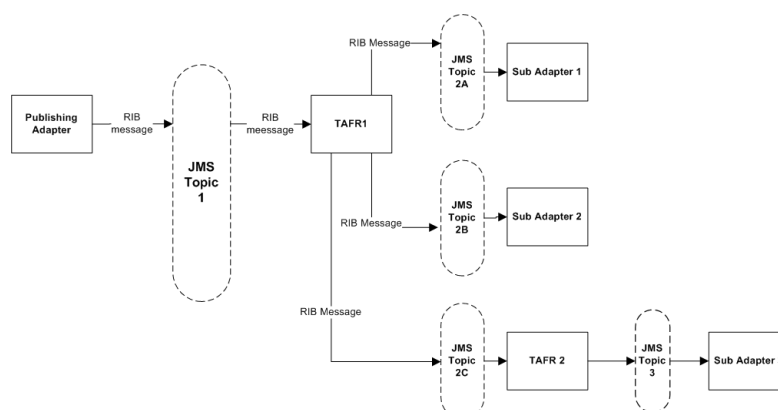 RIB Message
JMS
Topic
2A
Sub Adapter 1
Publishing
Adapter
RIB
message
JMS
Topic
1
RIB
meessage
TAFR1
RIB Message
JMS
Topic
2B
Sub Adapter 2
RIB Message
JMS
Topic
2C
TAFR 2
JMS
Topic
3
Sub Adapter